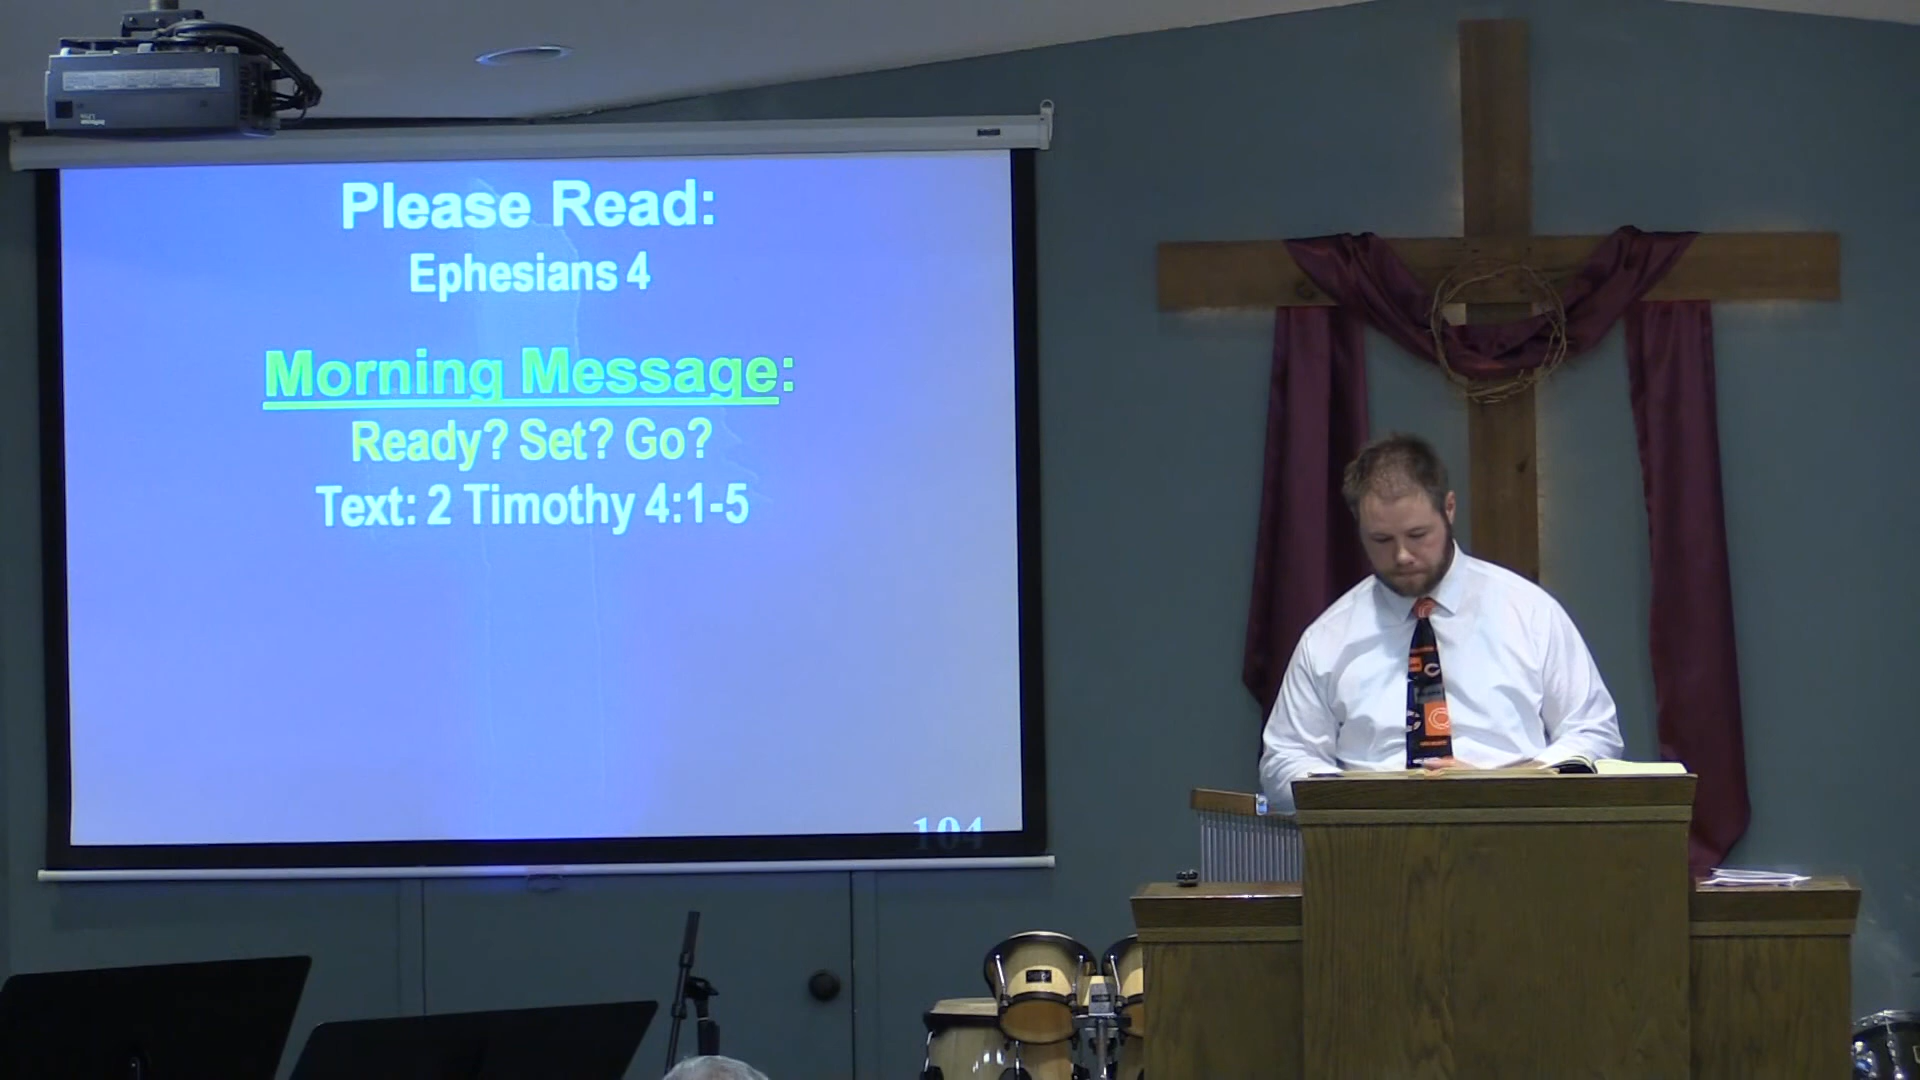 Please Read:
Ephesians 4
Morning Message:
Ready? Set? Go?
Text: 2 Timothy 4:1-5
104